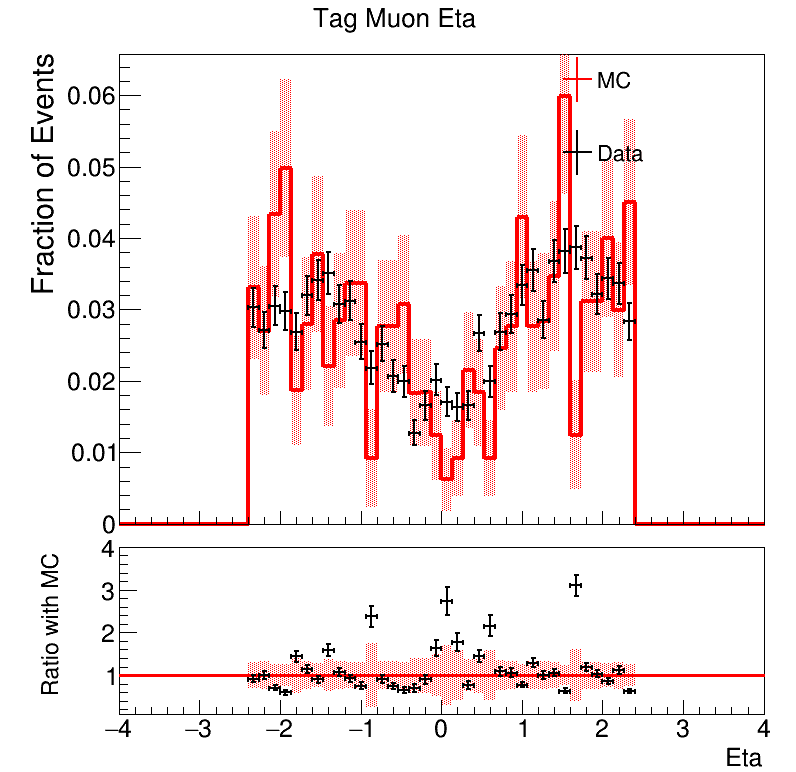 Tag Muon Eta
Fraction of Events
0.06
0.05
0.04
0.03
0.02
0.01
0
MC
Data
Ratio with MC
4
3
2
1
−4 −3 −2 −1 0 1 2 3 4
Eta